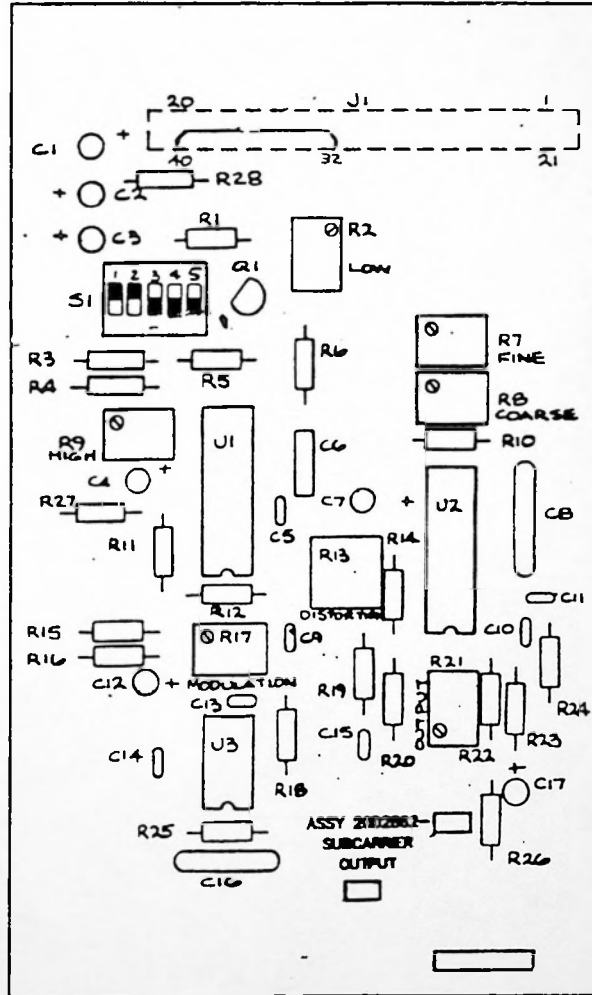 20 J1 1
40 32 21
C1 +
R28
+ C2
+ C3
R1
R2
LOW
Q1
1 2 3 4 5
S1
R3
R4
R5
R6
R7
FINE
R8
COARSE
R9
HIGH
R10
U1
C4 +
C6
C7 +
U2
C8
R27
R11
C5
R13
R14
DISTORTION
R12
C11
C10
R15
R16
R17
C9
MODULATION
C12 +
C13
R19
R20
R21
OUTPUT
R22
R23
R24
U3
C14
R18
C15
+
C17
R25
C16
ASSY
SUBCARRIER
OUTPUT
R26